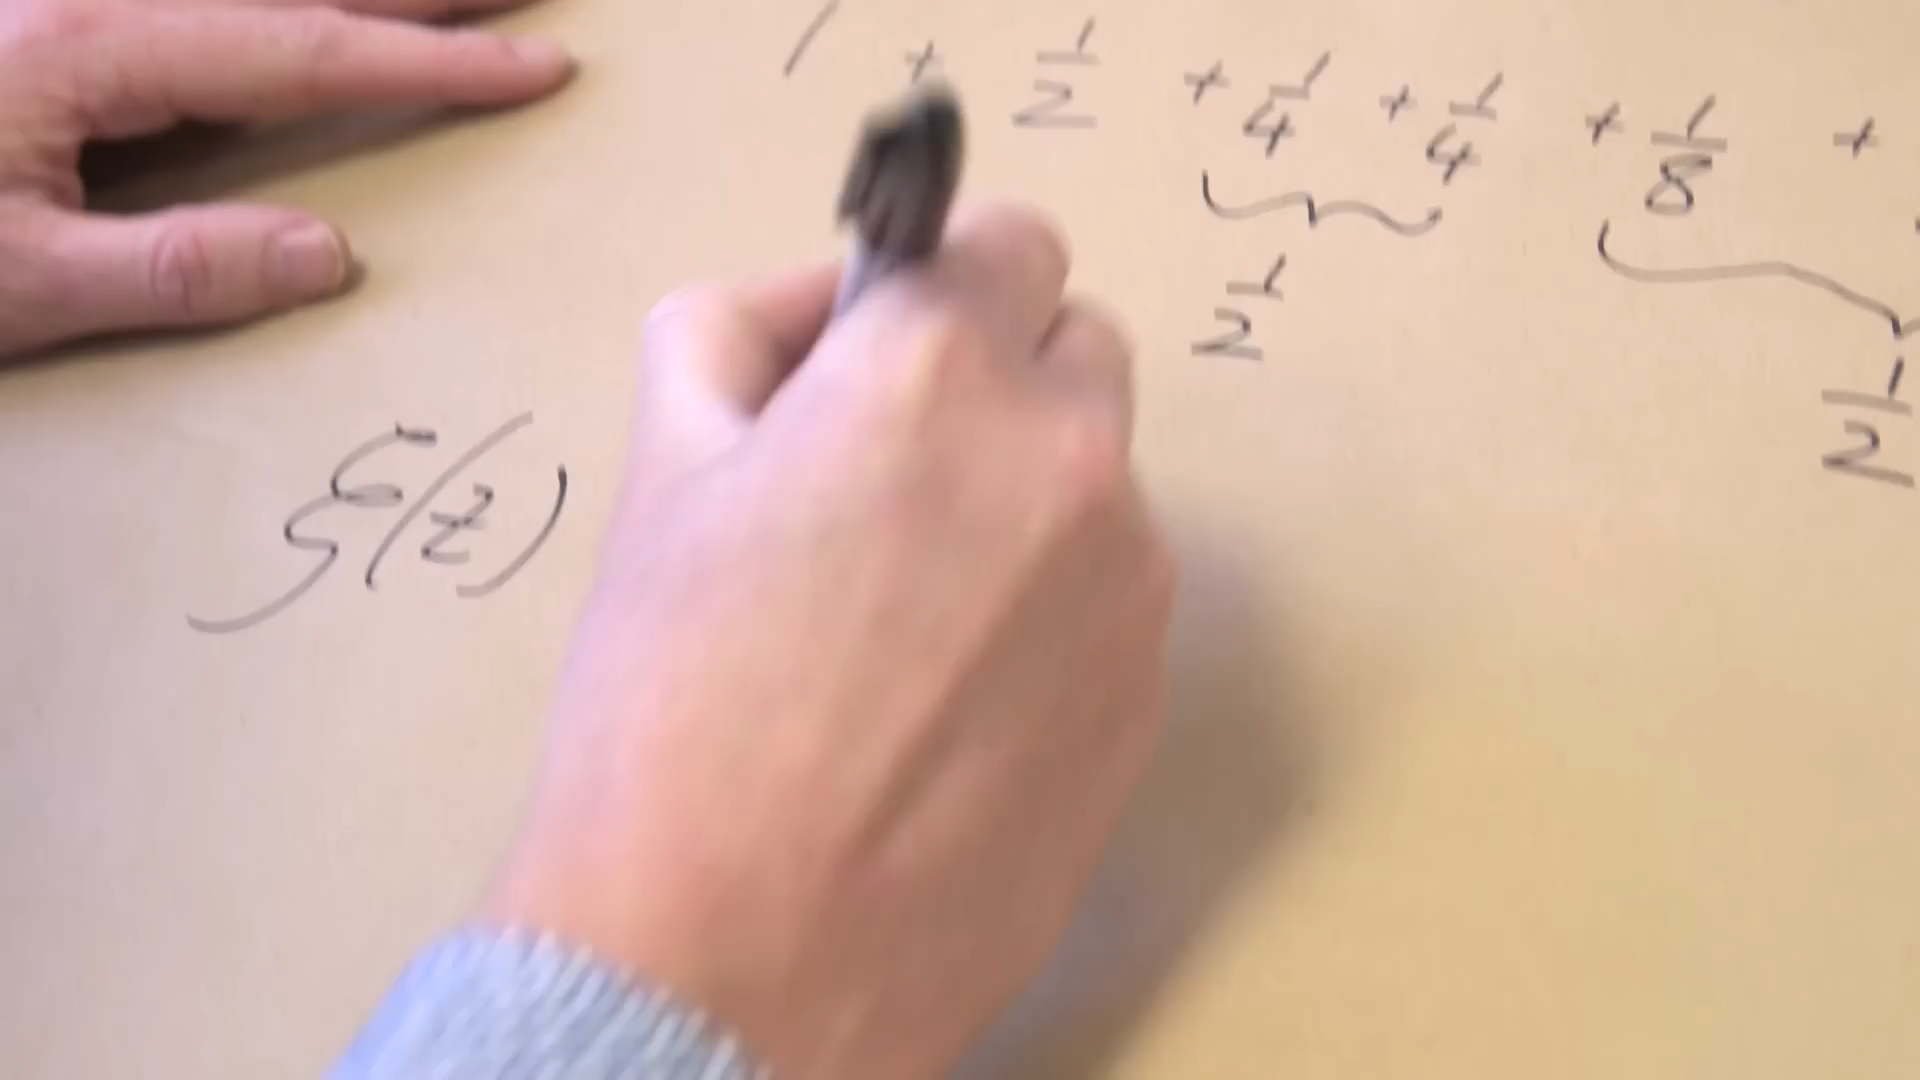 1 + 1/2 + 1/4 + 1/4 + 1/8 +
1/2 1/2
ξ(z)